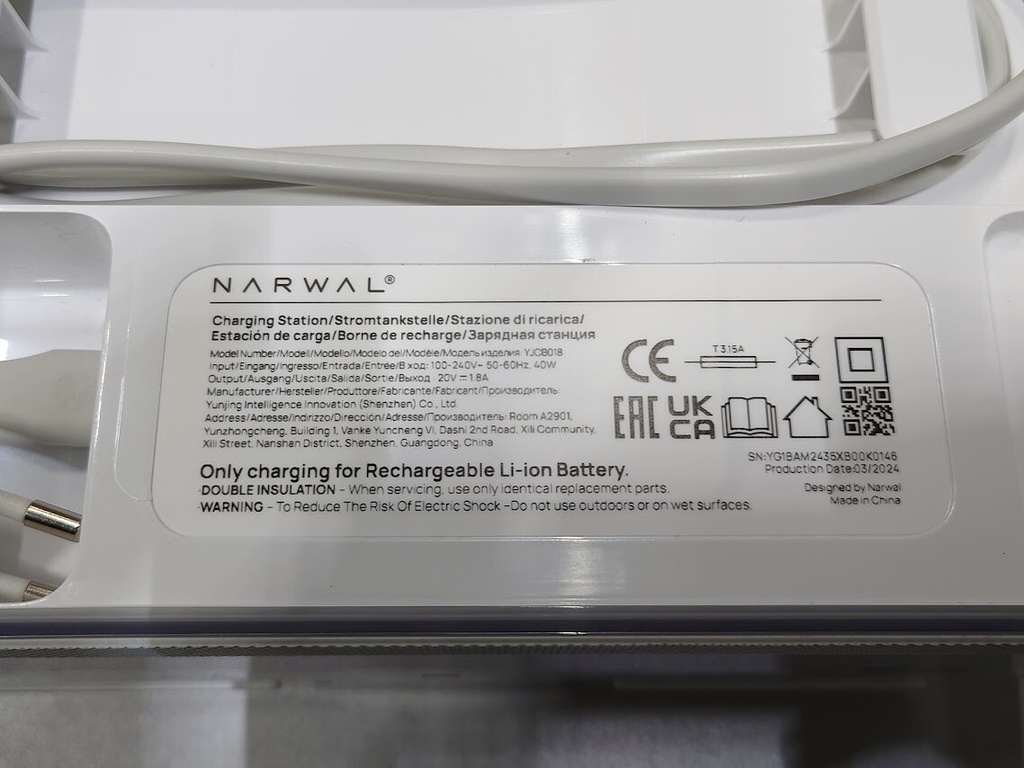 NARWAL®
Charging Station/Stromtankstelle/Stazione di ricarica/
Estación de carga/Borne de recharge/Зарядная станция
Model Number/Modell/Modello/Modelo del/Modèle/Модель изделия: YJCB018
Input/Eingang/Ingresso/Entrada/Entrée/Вход: 100-240V~ 50-60Hz, 40W
Output/Ausgang/Uscita/Salida/Sortie/Выход: 20V ⎓ 1.8A
Manufacturer/Hersteller/Produttore/Fabricante/Fabricant/Производитель:
Yunjing Intelligence Innovation (Shenzhen) Co., Ltd.
Address/Adresse/Indirizzo/Dirección/Adresse/Производитель: Room A2901,
Yunzhongcheng, Building 1, Vanke Yuncheng VI, Dashi 2nd Road, Xili Community,
Xili Street, Nanshan District, Shenzhen, Guangdong, China
CE
T3.15A
EAC
UK
CA
SN:YG1BAM2435XB00K0146
Production Date:03/2024
Designed by Narwal
Made in China
Only charging for Rechargeable Li-ion Battery.
·DOUBLE INSULATION – When servicing, use only identical replacement parts.
·WARNING – To Reduce The Risk Of Electric Shock –Do not use outdoors or on wet surfaces.